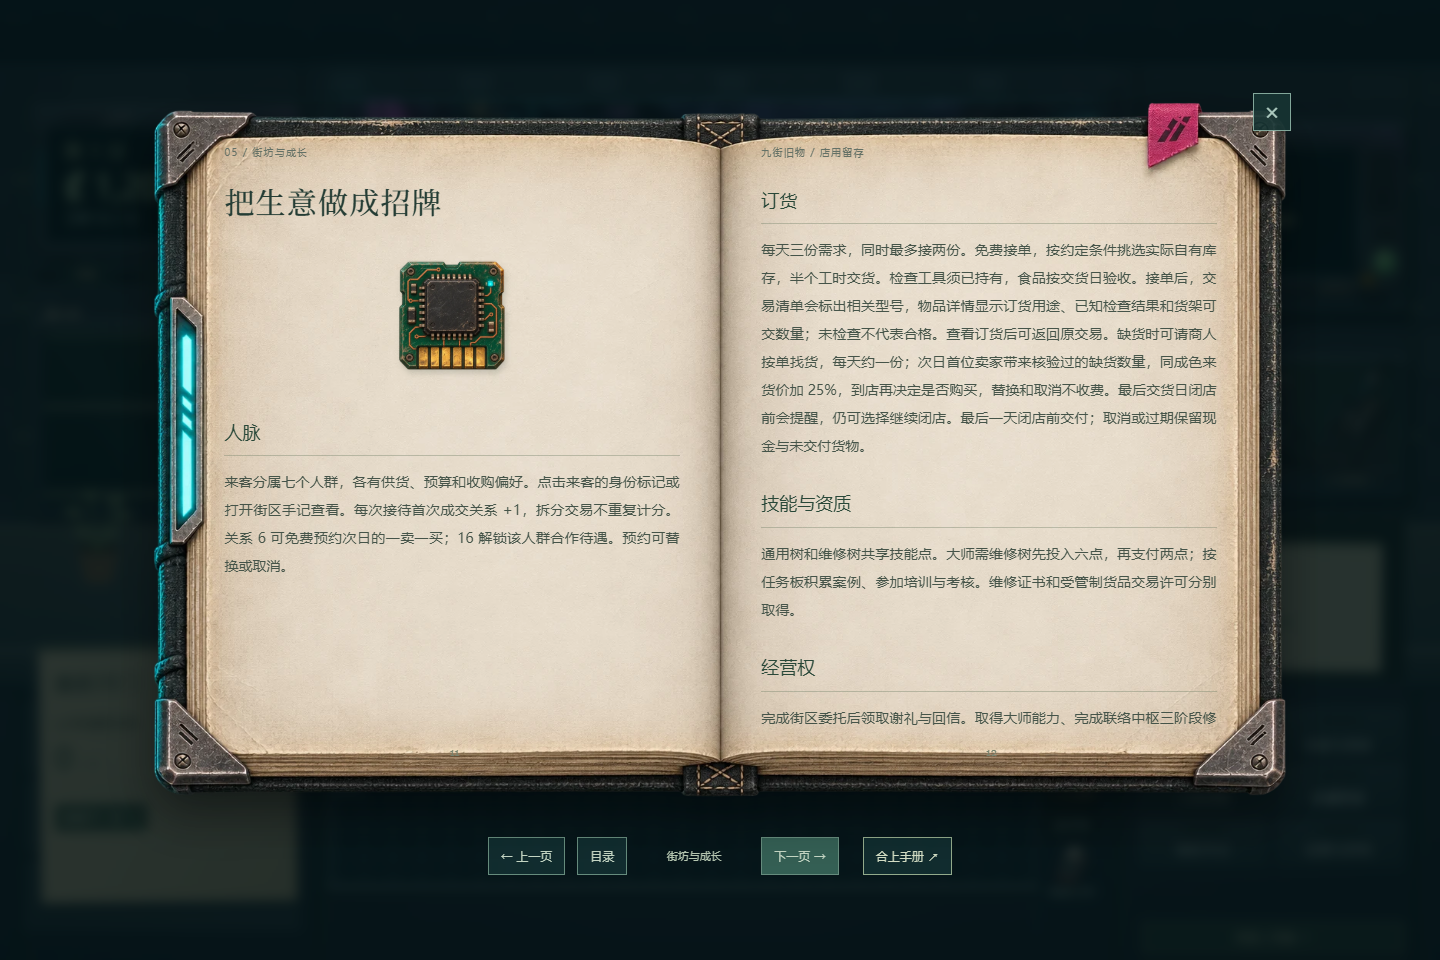 05 / 街坊与成长
把生意做成招牌
人脉
来客分属七个人群，各有供货、预算和收购偏好。点击来客的身份标记或
打开街区手记查看。每次接待首次成交关系 +1，拆分交易不重复计分。
关系 6 可免费预约次日的一卖一买；16 解锁该人群合作待遇。预约可替
换或取消。
九街旧物 / 店用留存
订货
每天三份需求，同时最多接两份。免费接单，按约定条件挑选实际自有库
存，半个工时交货。检查工具须已持有，食品按交货日验收。接单后，交
易清单会标出相关型号，物品详情显示订货用途、已知检查结果和货架可
交数量；未检查不代表合格。查看订货后可返回原交易。缺货时可请商人
按单找货，每天约一份；次日首位卖家带来核验过的缺货数量，同成色来
货价加 25%，到店再决定是否购买，替换和取消不收费。最后交货日闭店
前会提醒，仍可选择继续闭店。最后一天闭店前交付；取消或过期保留现
金与未交付货物。
技能与资质
通用树和维修树共享技能点。大师需维修树先投入六点，再支付两点；按
任务板积累案例、参加培训与考核。维修证书和受管制货品交易许可分别
取得。
经营权
完成街区委托后领取谢礼与回信。取得大师能力、完成联络中枢三阶段修
×
← 上一页
目录
街坊与成长
下一页 →
合上手册 ↗